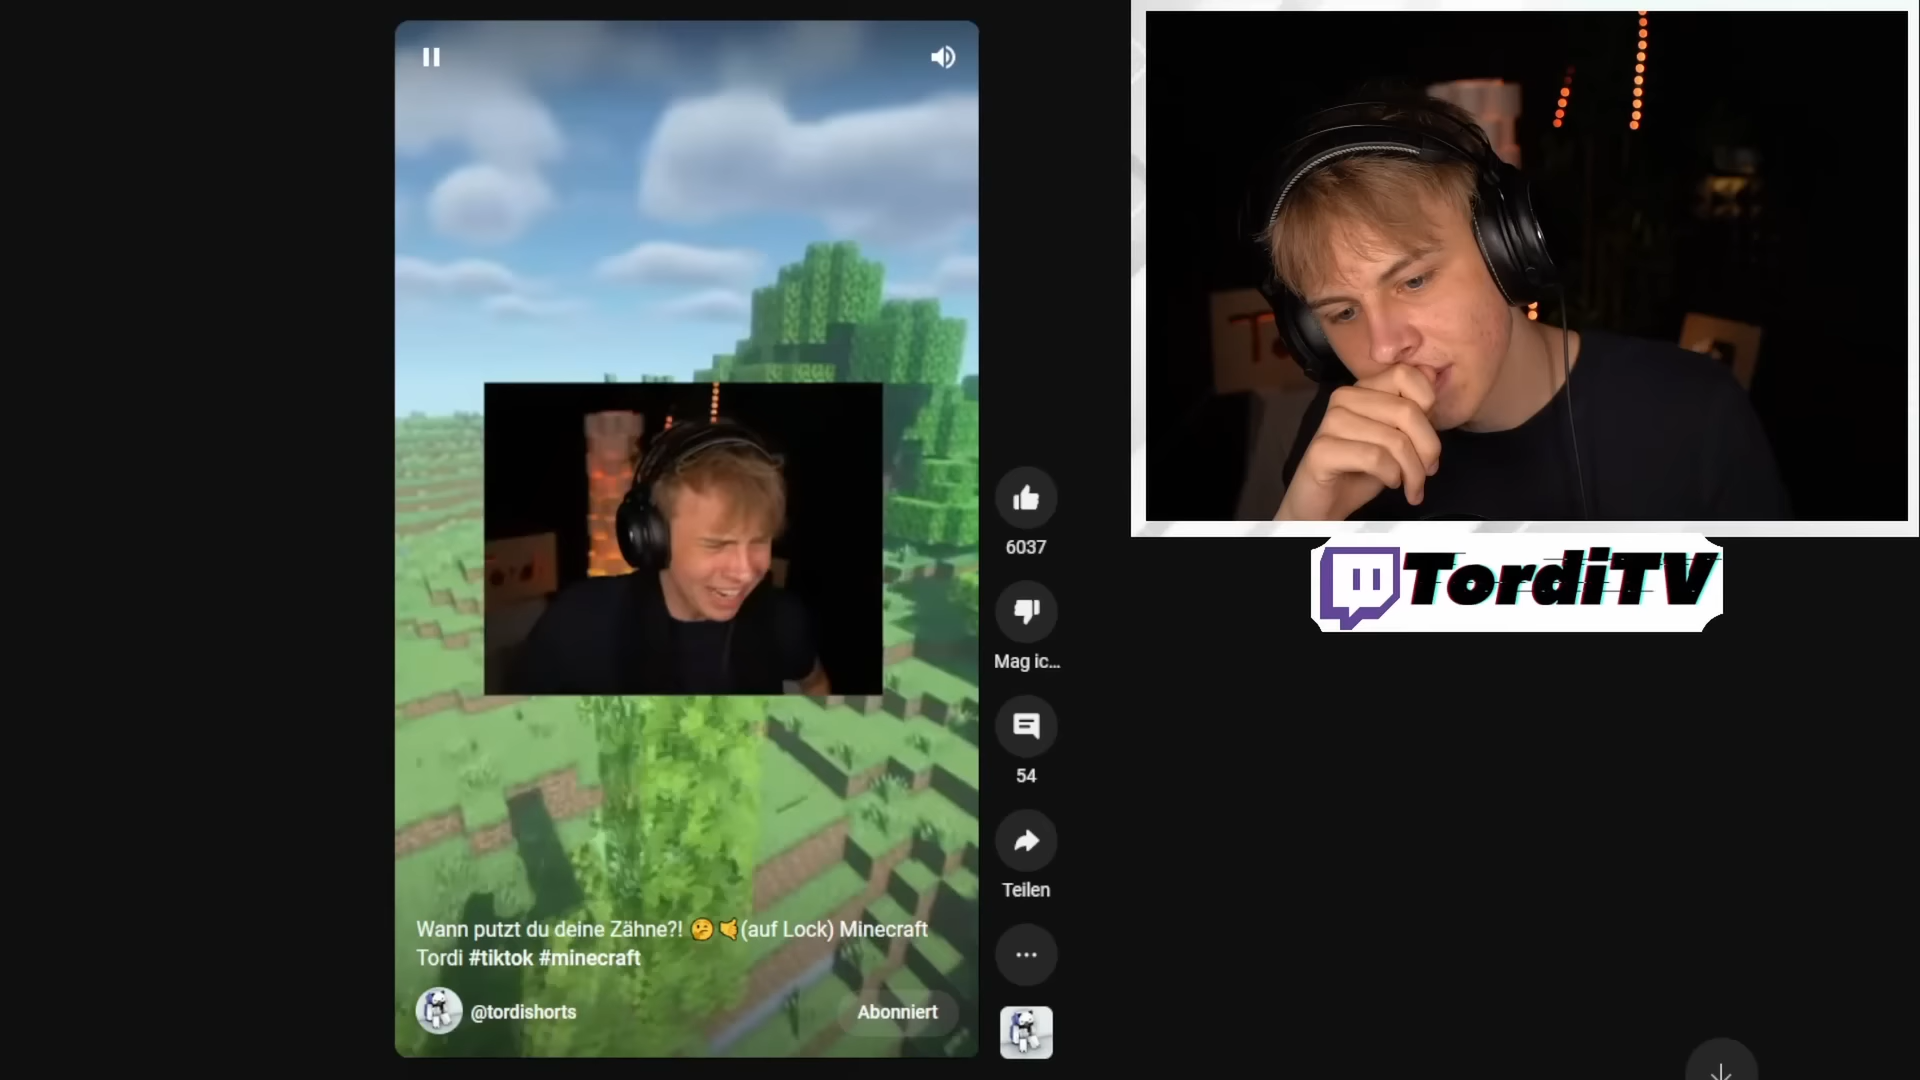 6037
Mag ic...
54
Teilen
Wann putzt du deine Zähne?! 🤔🤙(auf Lock) Minecraft
Tordi #tiktok #minecraft
@tordishorts
Abonniert
TordiTV